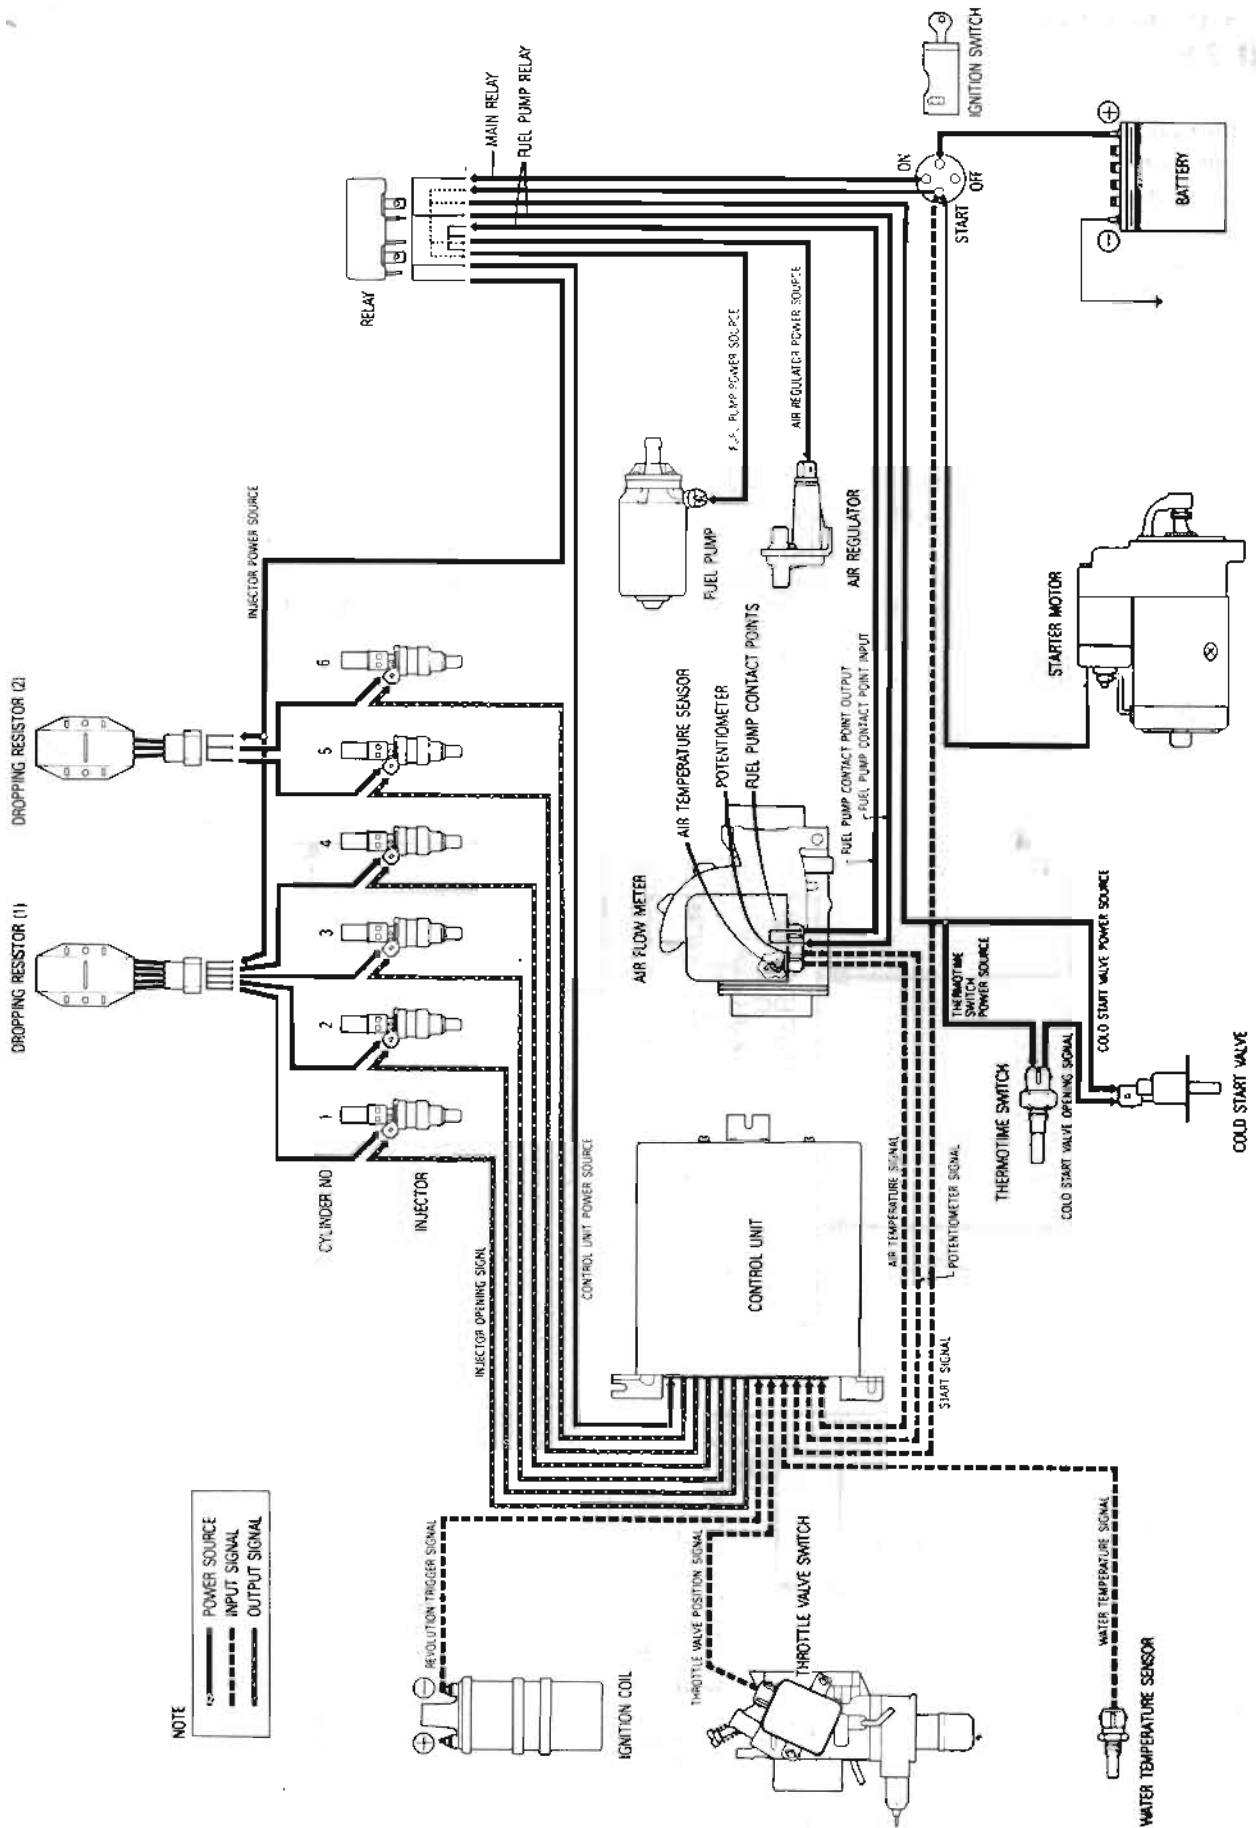 NOTE
POWER SOURCE
INPUT SIGNAL
OUTPUT SIGNAL
DROPPING RESISTOR (1)
DROPPING RESISTOR (2)
CYLINDER NO
1
2
3
4
5
6
INJECTOR
INJECTOR POWER SOURCE
INJECTOR OPENING SIGNL
CONTROL UNIT POWER SOURCE
RELAY
MAIN RELAY
FUEL PUMP RELAY
IGNITION COIL
+
-
REVOLUTION TRIGGER SIGNAL
THROTTLE VALVE POSITION SIGNAL
THROTTLE VALVE SWITCH
CONTROL UNIT
AIR FLOW METER
AIR TEMPERATURE SENSOR
POTENTIOMETER
FUEL PUMP CONTACT POINTS
FUEL PUMP
FUEL PUMP POWER SOURCE
AIR REGULATOR
AIR REGULATOR POWER SOURCE
FUEL PUMP CONTACT POINT OUTPUT
FUEL PUMP CONTACT POINT INPUT
AIR TEMPERATURE SIGNAL
POTENTIOMETER SIGNAL
START SIGNAL
WATER TEMPERATURE SIGNAL
WATER TEMPERATURE SENSOR
THERMOTIME
SWITCH
POWER SOURCE
THERMOTIME SWITCH
COLD START VALVE OPENING SIGNAL
COLD START VALVE POWER SOURCE
COLD START VALVE
STARTER MOTOR
IGNITION SWITCH
ON
OFF
START
BATTERY
-
+